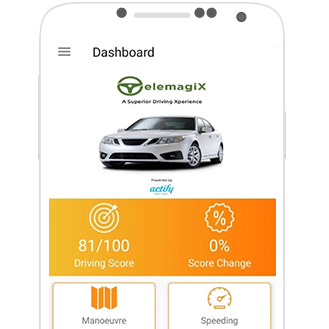 Dashboard
elemagiX
A Superior Driving Xperience
Powered by
actify
81/100
0%
Driving Score
Score Change
Manoeuvre
Speeding